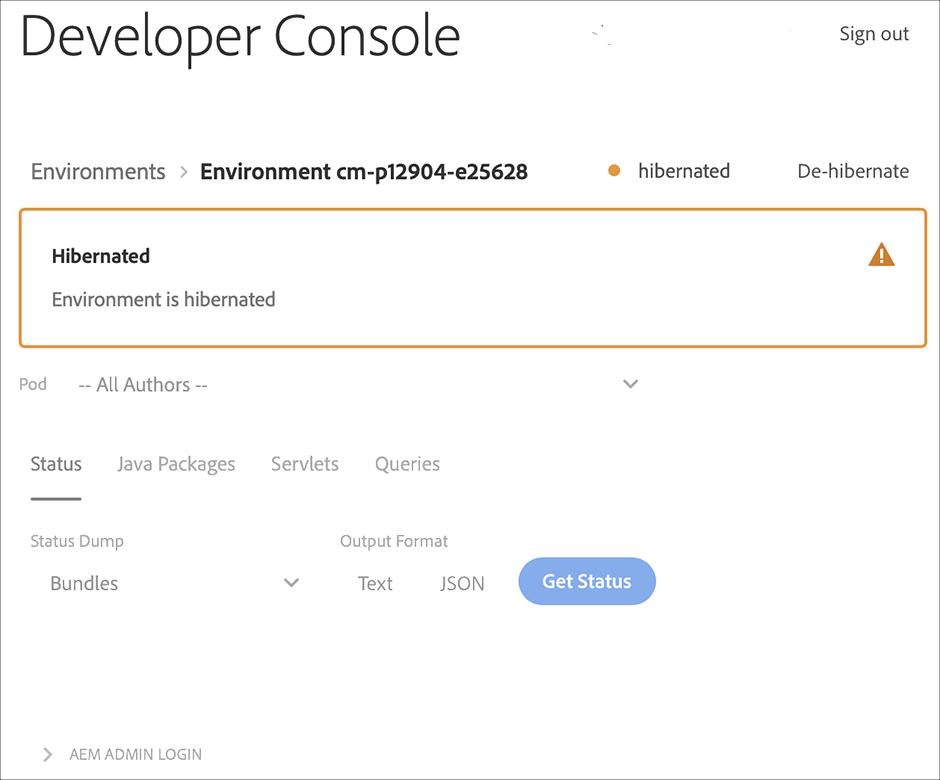 Developer Console
Sign out
Environments > Environment cm-p12904-e25628
hibernated
De-hibernate
Hibernated
Environment is hibernated
Pod -- All Authors --
Status Java Packages Servlets Queries
Status Dump Output Format
Bundles Text JSON Get Status
AEM ADMIN LOGIN